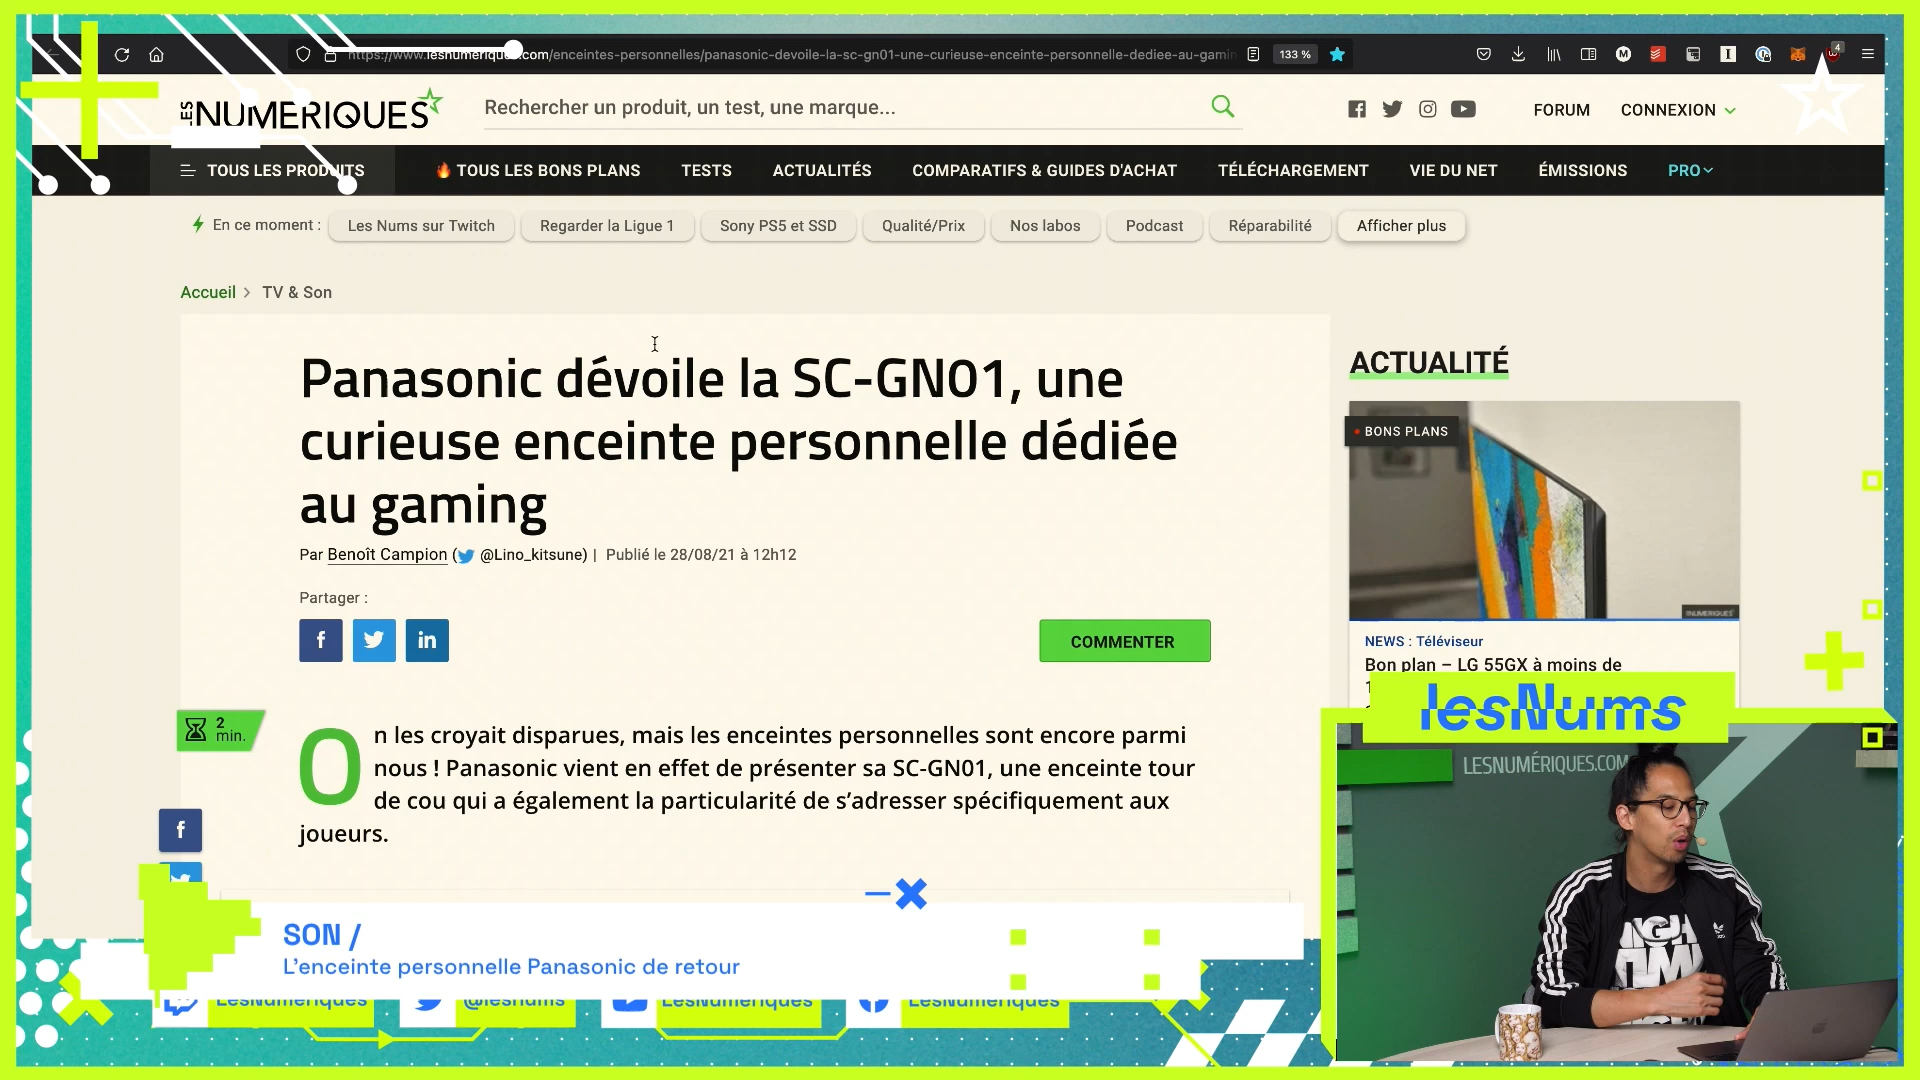 https://www.lesnumeriques.com/enceintes-personnelles/panasonic-devoile-la-sc-gn01-une-curieuse-enceinte-personnelle-dediee-au-gamin
133 %
4
LES NUMERIQUES
Rechercher un produit, un test, une marque...
FORUM
CONNEXION
TOUS LES PRODUITS
TOUS LES BONS PLANS
TESTS
ACTUALITÉS
COMPARATIFS & GUIDES D'ACHAT
TÉLÉCHARGEMENT
VIE DU NET
ÉMISSIONS
PRO
En ce moment :
Les Nums sur Twitch
Regarder la Ligue 1
Sony PS5 et SSD
Qualité/Prix
Nos labos
Podcast
Réparabilité
Afficher plus
Accueil > TV & Son
Panasonic dévoile la SC-GN01, une
curieuse enceinte personnelle dédiée
au gaming
Par Benoît Campion (@Lino_kitsune) | Publié le 28/08/21 à 12h12
Partager :
COMMENTER
2
min.
On les croyait disparues, mais les enceintes personnelles sont encore parmi
nous ! Panasonic vient en effet de présenter sa SC-GN01, une enceinte tour
de cou qui a également la particularité de s'adresser spécifiquement aux
joueurs.
ACTUALITÉ
BONS PLANS
NEWS : Téléviseur
Bon plan – LG 55GX à moins de
lesNums
LESNUMÉRIQUES.COM
SON /
L'enceinte personnelle Panasonic de retour
LesNumeriques
@lesnums
LesNumeriques
LesNumeriques